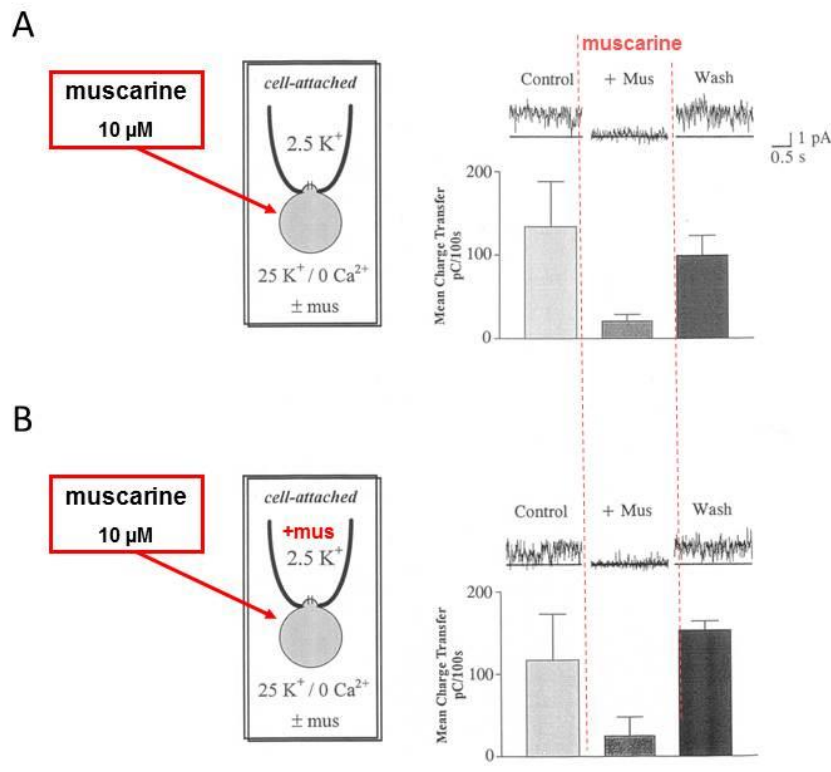 A
muscarine
10 µM
cell-attached
2.5 K⁺
25 K⁺ / 0 Ca²⁺
± mus
muscarine
Control + Mus Wash
1 pA
0.5 s
Mean Charge Transfer
pC/100s
200
100
0
B
muscarine
10 µM
cell-attached
+mus
2.5 K⁺
25 K⁺ / 0 Ca²⁺
± mus
Control + Mus Wash
Mean Charge Transfer
pC/100s
200
100
0